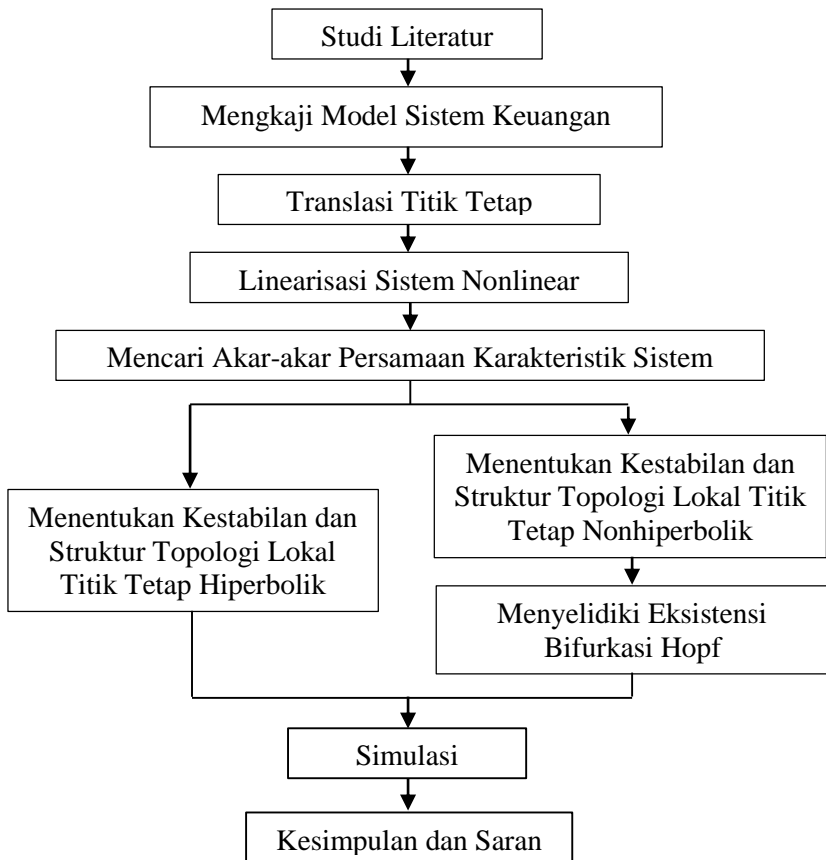 Studi Literatur
Mengkaji Model Sistem Keuangan
Translasi Titik Tetap
Linearisasi Sistem Nonlinear
Mencari Akar-akar Persamaan Karakteristik Sistem
Menentukan Kestabilan dan
Struktur Topologi Lokal
Titik Tetap Hiperbolik
Menentukan Kestabilan dan
Struktur Topologi Lokal Titik
Tetap Nonhiperbolik
Menyelidiki Eksistensi
Bifurkasi Hopf
Simulasi
Kesimpulan dan Saran